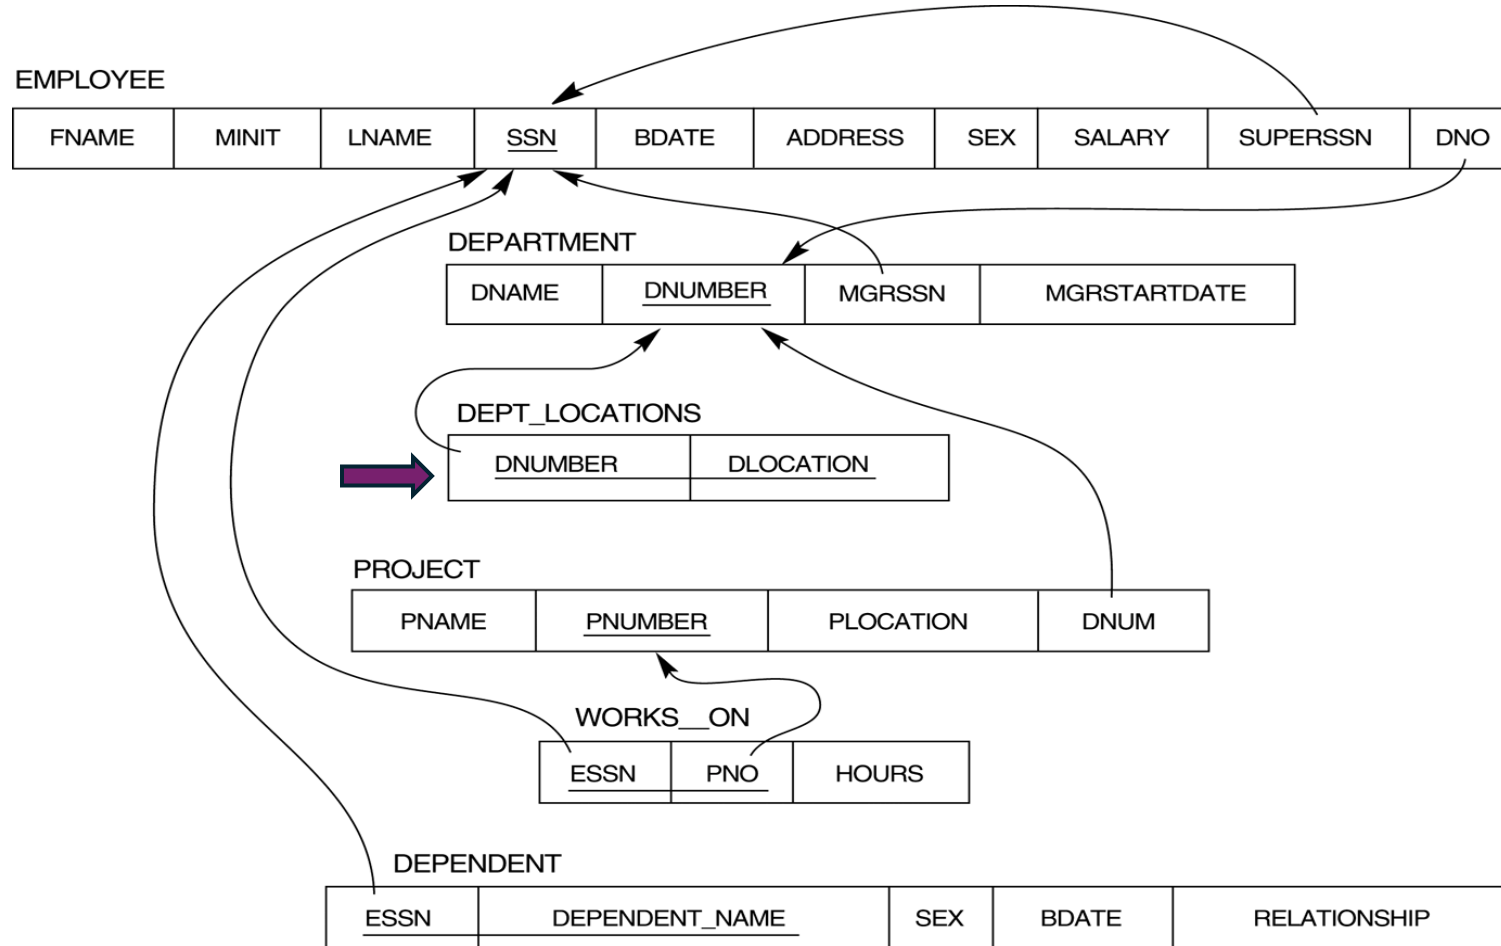 EMPLOYEE
FNAME MINIT LNAME SSN BDATE ADDRESS SEX SALARY SUPERSSN DNO
DEPARTMENT
DNAME DNUMBER MGRSSN MGRSTARTDATE
DEPT_LOCATIONS
DNUMBER DLOCATION
PROJECT
PNAME PNUMBER PLOCATION DNUM
WORKS__ON
ESSN PNO HOURS
DEPENDENT
ESSN DEPENDENT_NAME SEX BDATE RELATIONSHIP